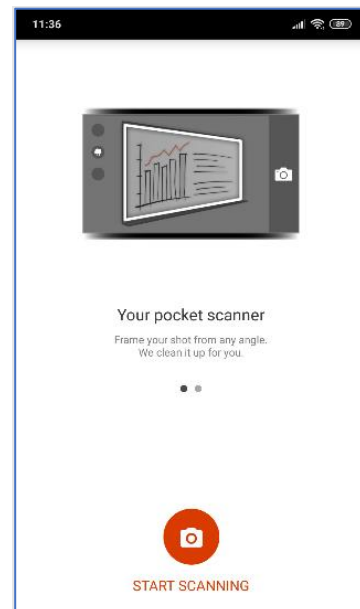 11:36
89
Your pocket scanner
Frame your shot from any angle.
We clean it up for you.
START SCANNING